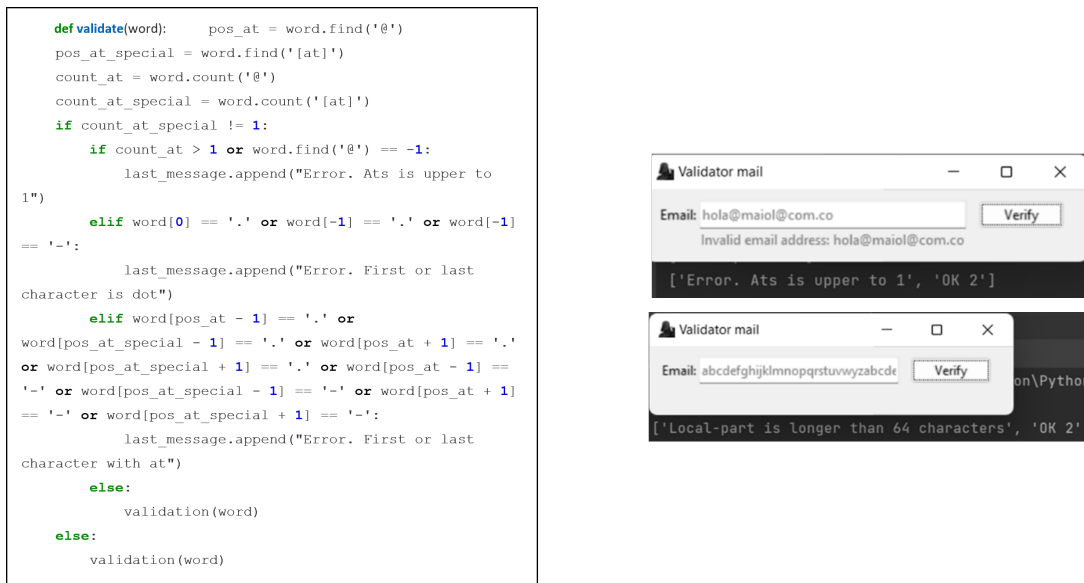 def validate(word):      pos_at = word.find('@')
pos_at_special = word.find('[at]')
count_at = word.count('@')
count_at_special = word.count('[at]')
if count_at_special != 1:
if count_at > 1 or word.find('@') == -1:
last_message.append("Error. Ats is upper to
1")
elif word[0] == '.' or word[-1] == '.' or word[-1]
== '-':
last_message.append("Error. First or last
character is dot")
elif word[pos_at - 1] == '.' or
word[pos_at_special - 1] == '.' or word[pos_at + 1] == '.'
or word[pos_at_special + 1] == '.' or word[pos_at - 1] ==
'-' or word[pos_at_special - 1] == '-' or word[pos_at + 1]
== '-' or word[pos_at_special + 1] == '-':
last_message.append("Error. First or last
character with at")
else:
validation(word)
else:
validation(word)
Validator mail
Email: hola@maiol@com.co Verify
Invalid email address: hola@maiol@com.co
['Error. Ats is upper to 1', 'OK 2']
Validator mail
Email: abcdefghijklmnopqrstuvwyzabcde Verify
on\Pytho
['Local-part is longer than 64 characters', 'OK 2'